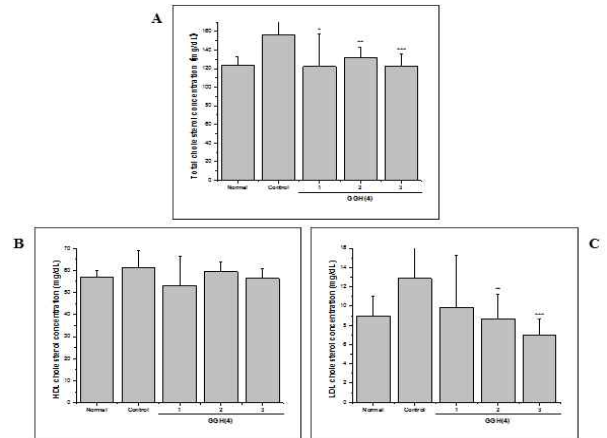 A
Total cholesterol concentration (mg/dL)
160
140
120
100
80
60
40
20
0
Normal Control 1 2 3
GGH(4)
B
HDL cholesterol concentration (mg/dL)
70
60
50
40
30
20
10
0
Normal Control 1 2 3
GGH(4)
C
LDL cholesterol concentration (mg/dL)
16
14
12
10
8
6
4
2
0
Normal Control 1 2 3
GGH(4)